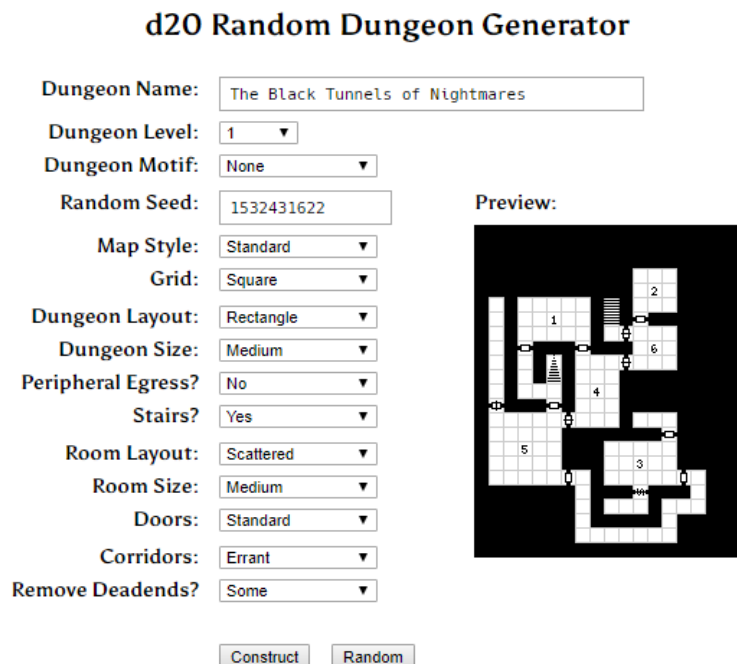 d20 Random Dungeon Generator
Dungeon Name: The Black Tunnels of Nightmares
Dungeon Level: 1
Dungeon Motif: None
Random Seed: 1532431622
Preview:
Map Style: Standard
Grid: Square
Dungeon Layout: Rectangle
Dungeon Size: Medium
Peripheral Egress? No
Stairs? Yes
Room Layout: Scattered
Room Size: Medium
Doors: Standard
Corridors: Errant
Remove Deadends? Some
Construct Random
2
1
6
4
5
3
S